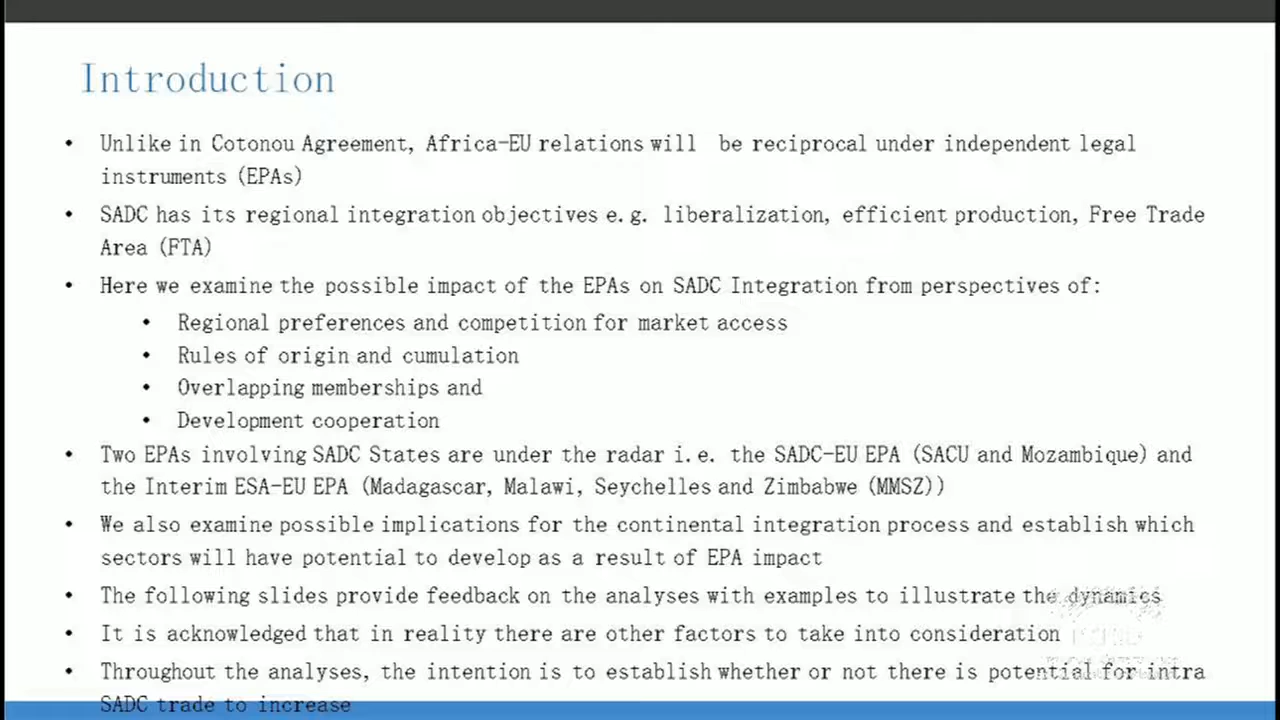 Introduction
• Unlike in Cotonou Agreement, Africa-EU relations will be reciprocal under independent legal
instruments (EPAs)
• SADC has its regional integration objectives e.g. liberalization, efficient production, Free Trade
Area (FTA)
• Here we examine the possible impact of the EPAs on SADC Integration from perspectives of:
• Regional preferences and competition for market access
• Rules of origin and cumulation
• Overlapping memberships and
• Development cooperation
• Two EPAs involving SADC States are under the radar i.e. the SADC-EU EPA (SACU and Mozambique) and
the Interim ESA-EU EPA (Madagascar, Malawi, Seychelles and Zimbabwe (MMSZ))
• We also examine possible implications for the continental integration process and establish which
sectors will have potential to develop as a result of EPA impact
• The following slides provide feedback on the analyses with examples to illustrate the dynamics
• It is acknowledged that in reality there are other factors to take into consideration
• Throughout the analyses, the intention is to establish whether or not there is potential for intra
SADC trade to increase